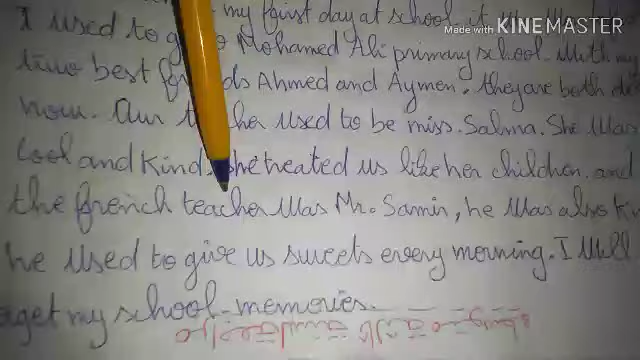 my first day at school. it
Made with KINEMASTER
I used to Mohamed Ali primary school. With my
two best Ahmed and Aymen. they are both
now. Our used to be miss. Salma. She was
cool and kind, she treated us like her children. and
the french teacher was Mr. Samir, he was also
he used to give us sweets every morning. I will
my school memories.